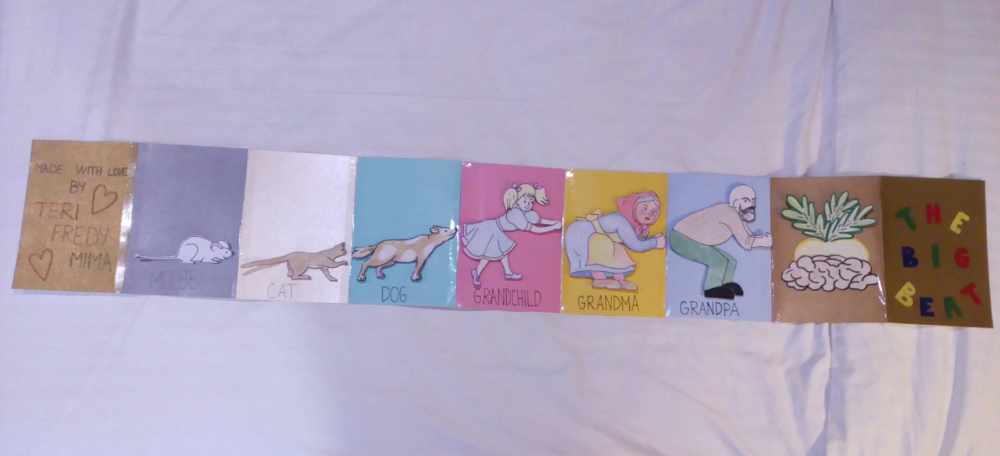 MADE WITH LOVE
BY
TERI
FREDY
MIMA
MOUSE
CAT
DOG
GRANDCHILD
GRANDMA
GRANDPA
THE
BIG
BEAT